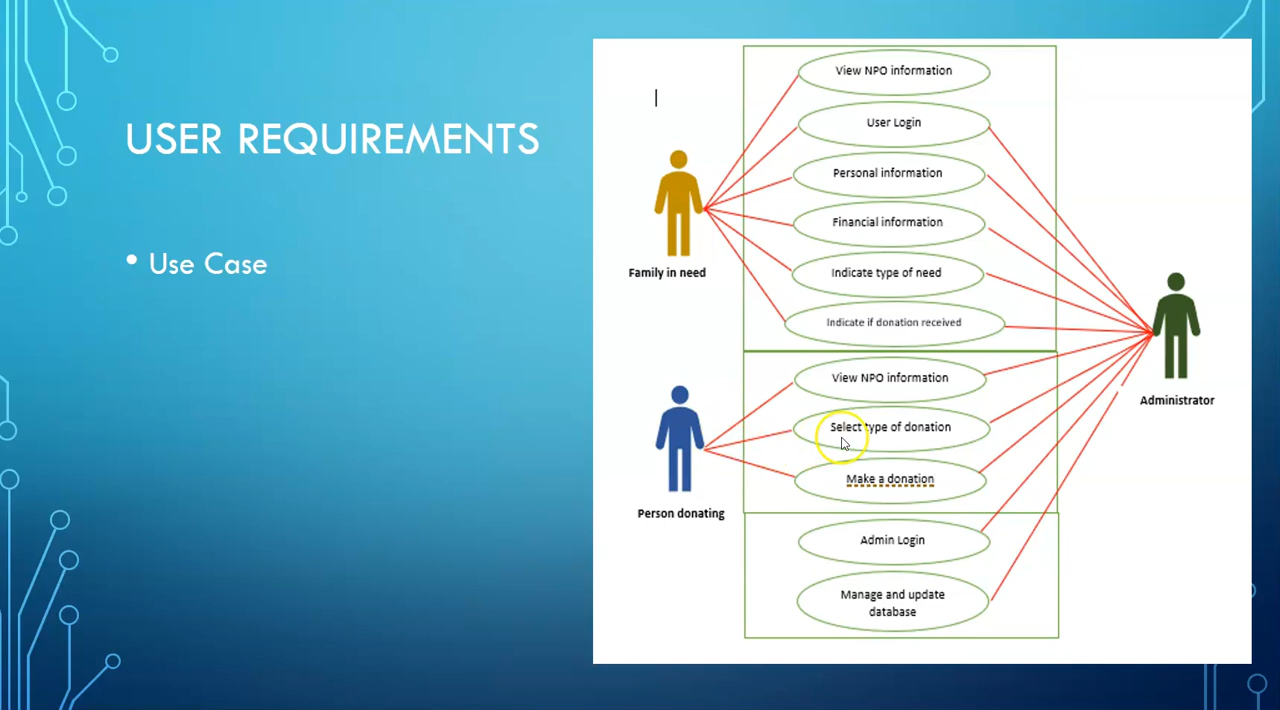 USER REQUIREMENTS
• Use Case
View NPO information
User Login
Personal information
Financial information
Indicate type of need
Indicate if donation received
Family in need
View NPO information
Select type of donation
Make a donation
Person donating
Admin Login
Manage and update
database
Administrator